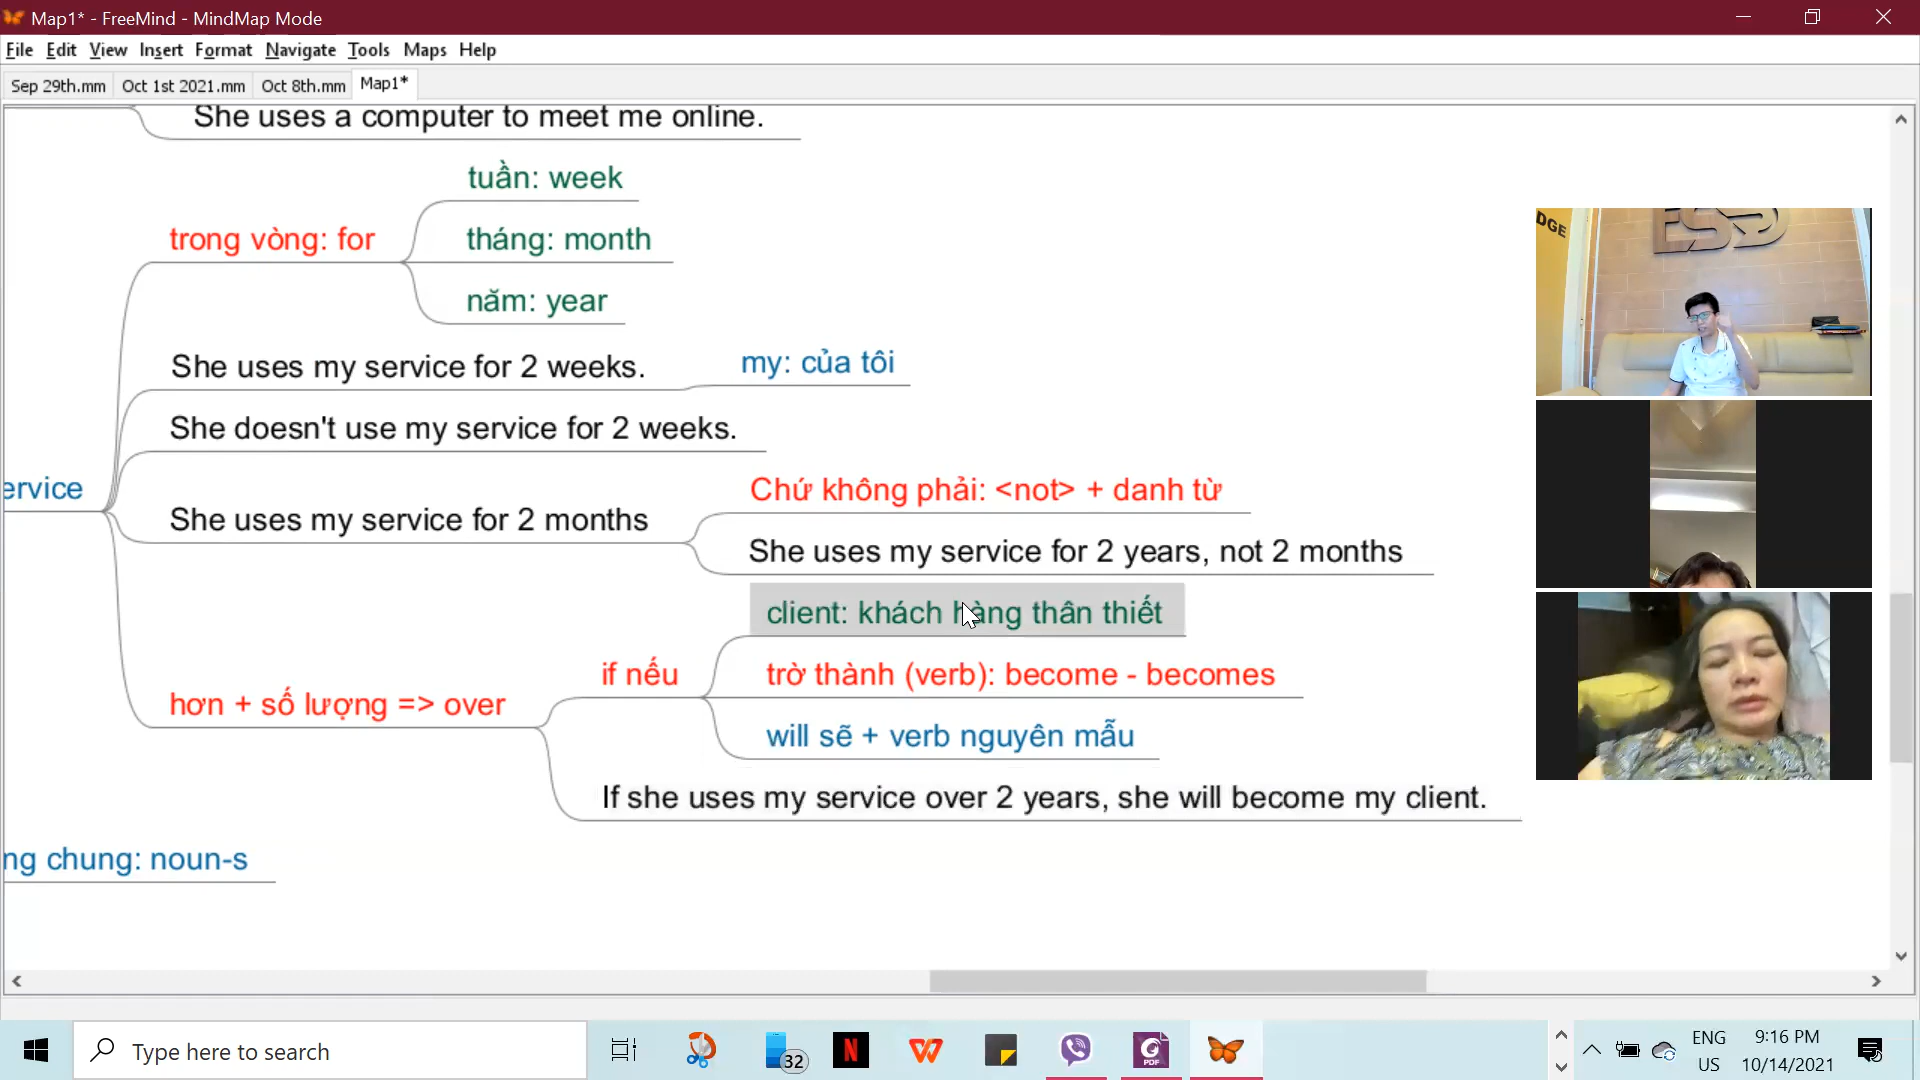 Map1* - FreeMind - MindMap Mode
File Edit View Insert Format Navigate Tools Maps Help
Sep 29th.mm Oct 1st 2021.mm Oct 8th.mm Map1*
She uses a computer to meet me online.
tuần: week
trong vòng: for
tháng: month
năm: year
She uses my service for 2 weeks.
my: của tôi
She doesn't use my service for 2 weeks.
ervice
Chứ không phải: <not> + danh từ
She uses my service for 2 months
She uses my service for 2 years, not 2 months
client: khách hàng thân thiết
if nếu
trờ thành (verb): become - becomes
hơn + số lượng => over
will sẽ + verb nguyên mẫu
If she uses my service over 2 years, she will become my client.
ng chung: noun-s
DGE
ESD
Type here to search
32
N
W
PDF
ENG
US
9:16 PM
10/14/2021